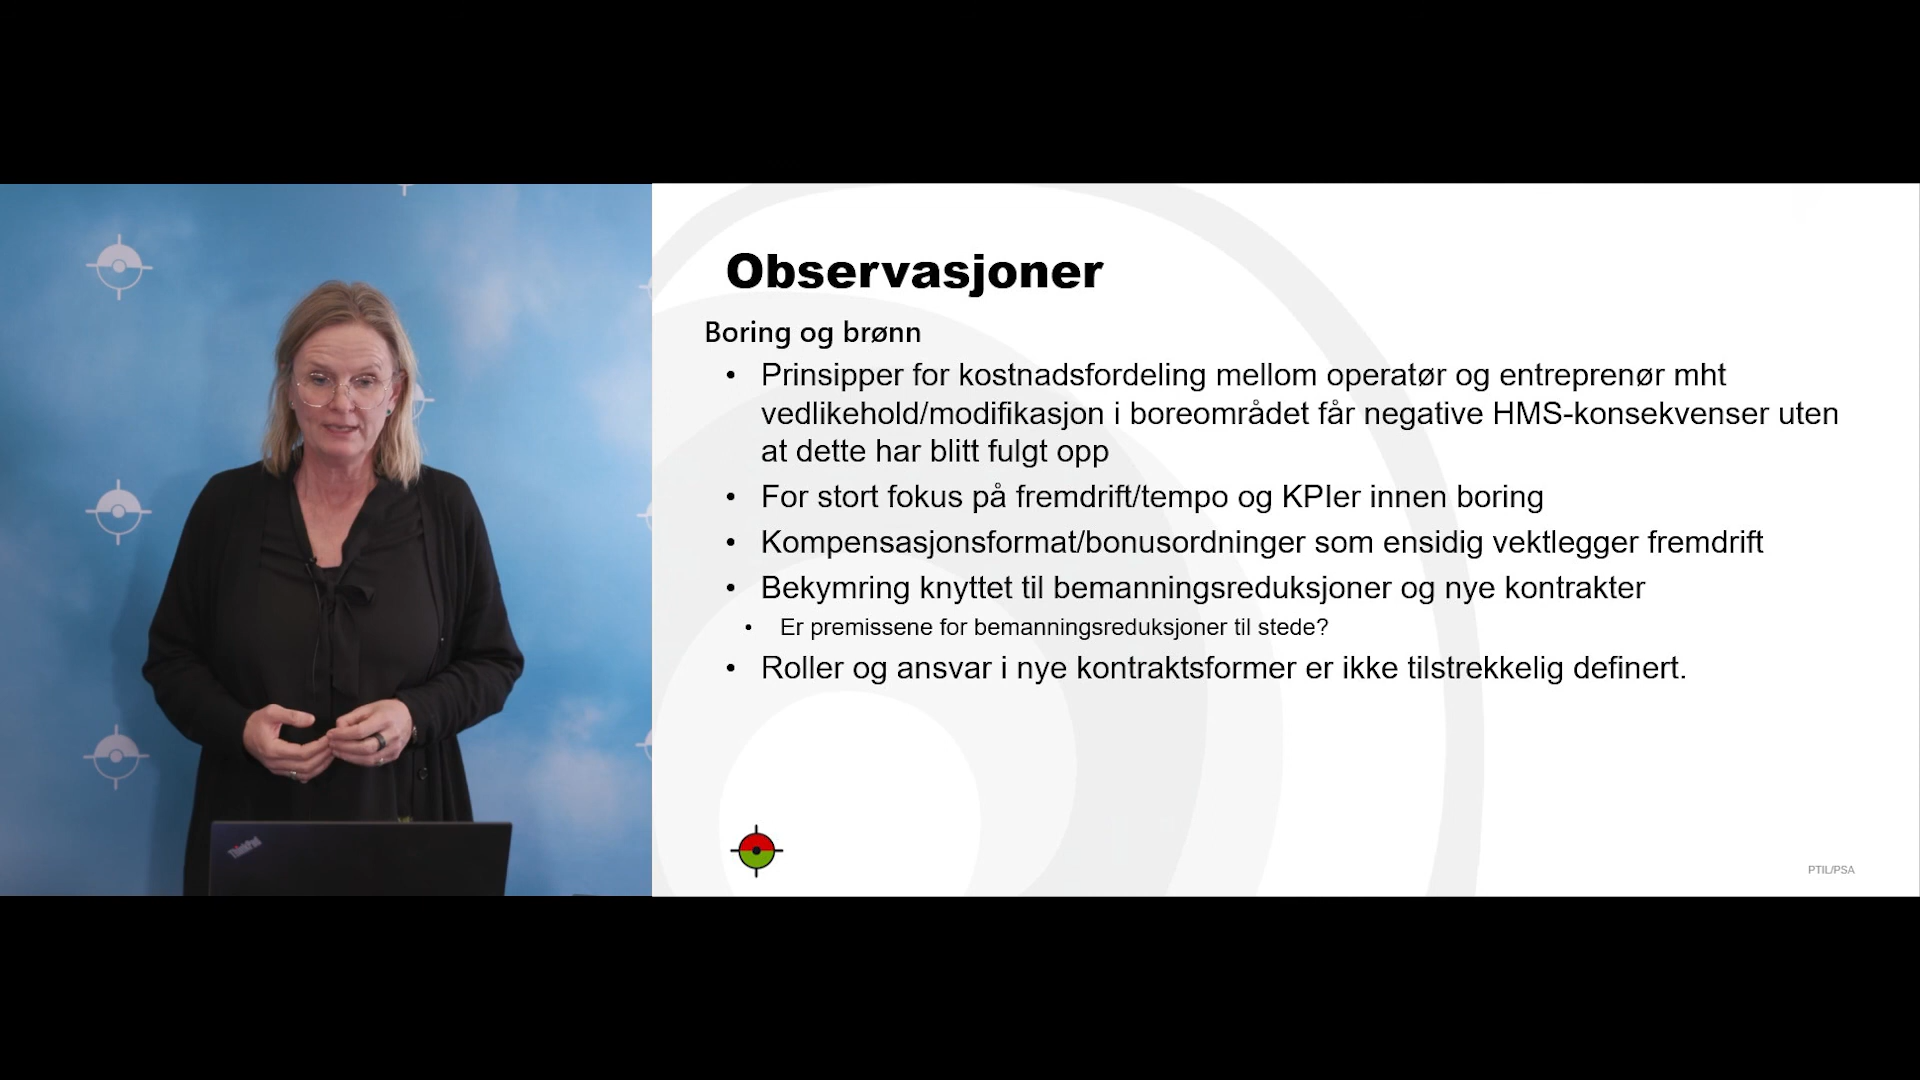 Observasjoner
Boring og brønn
• Prinsipper for kostnadsfordeling mellom operatør og entreprenør mht
vedlikehold/modifikasjon i boreområdet får negative HMS-konsekvenser uten
at dette har blitt fulgt opp
• For stort fokus på fremdrift/tempo og KPIer innen boring
• Kompensasjonsformat/bonusordninger som ensidig vektlegger fremdrift
• Bekymring knyttet til bemanningsreduksjoner og nye kontrakter
• Er premissene for bemanningsreduksjoner til stede?
• Roller og ansvar i nye kontraktsformer er ikke tilstrekkelig definert.
ThinkPad
PTIL/PSA